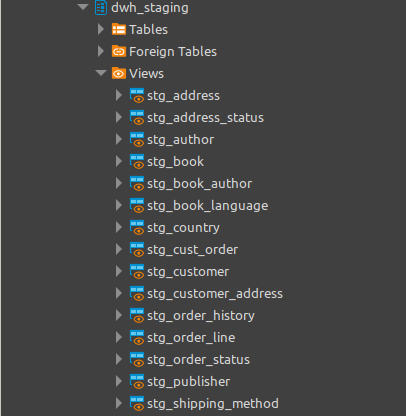 dwh_staging
Tables
Foreign Tables
Views
stg_address
stg_address_status
stg_author
stg_book
stg_book_author
stg_book_language
stg_country
stg_cust_order
stg_customer
stg_customer_address
stg_order_history
stg_order_line
stg_order_status
stg_publisher
stg_shipping_method